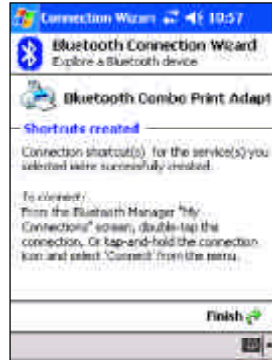 Connection Wizard 10:57
Bluetooth Connection Wizard
Explore a Bluetooth device
Bluetooth Combo Print Adapt
Shortcuts created
Connection shortcut(s) for the service(s) you
selected were successfully created.
To connect:
From the Bluetooth Manager "My
Connections" screen, double-tap the
connection. Or tap-and-hold the connection
icon and select 'Connect' from the menu.
Finish